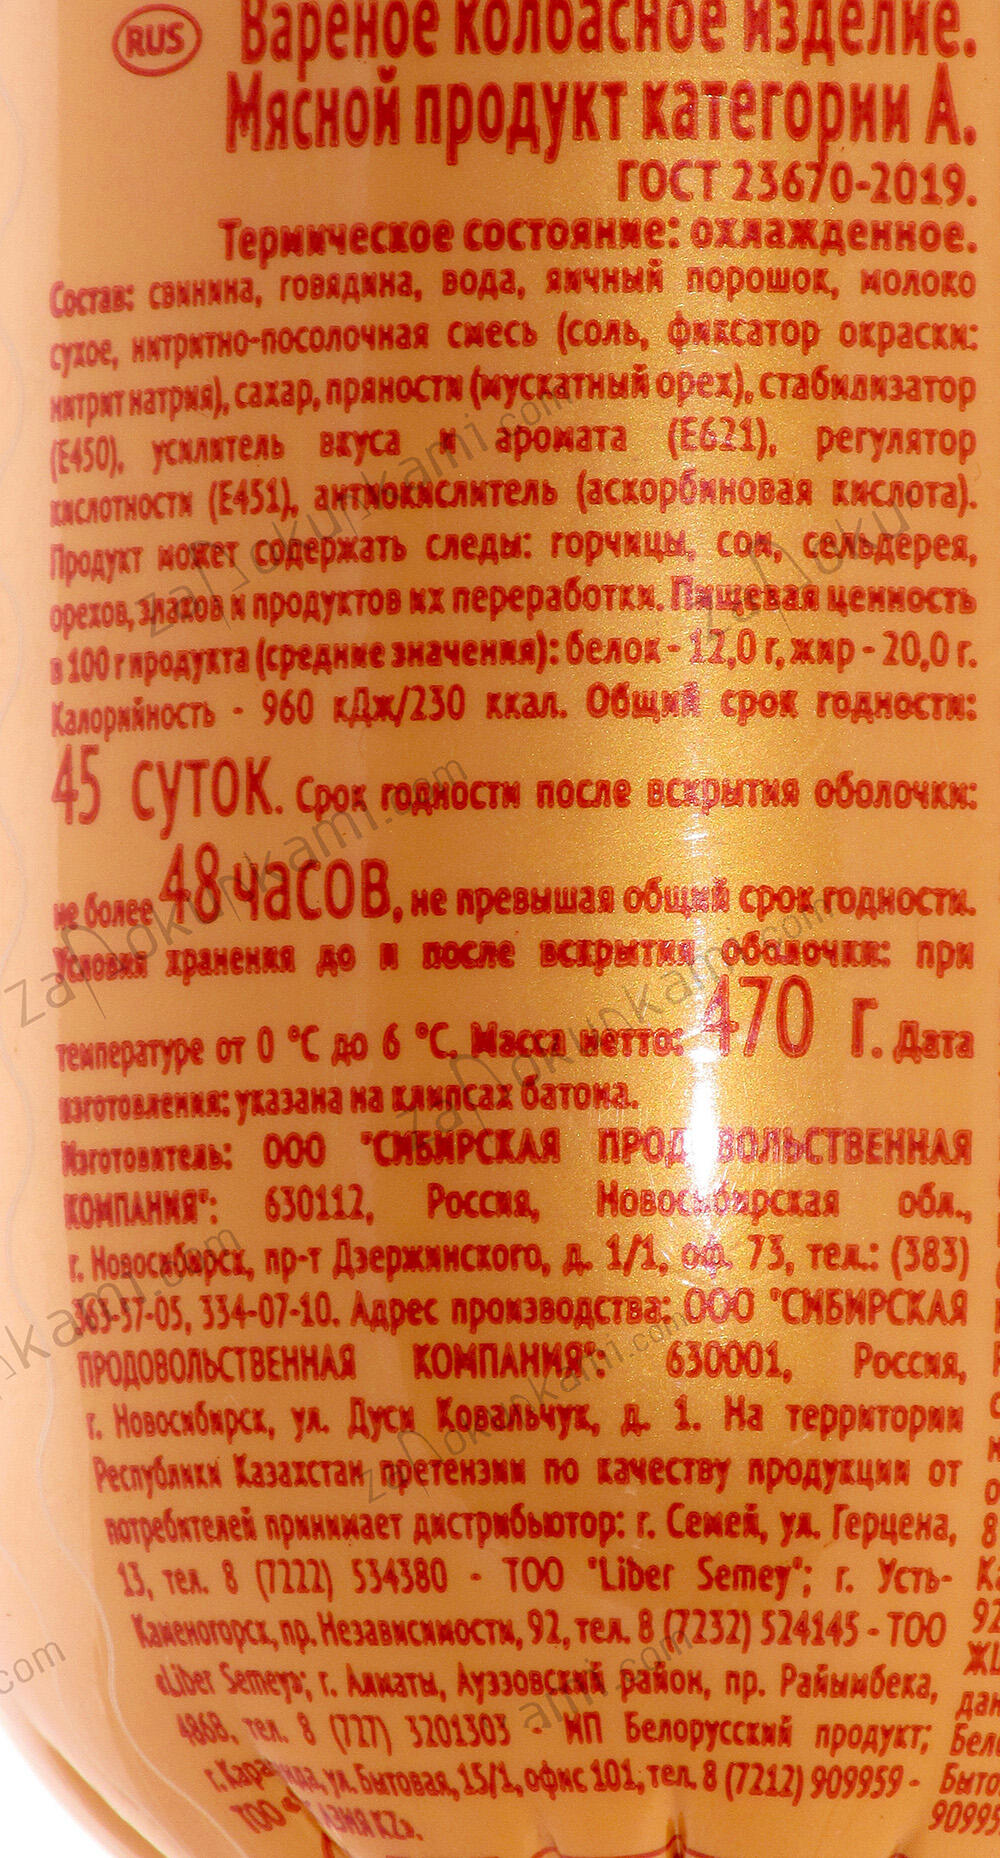 RUS
Вареное колбасное изделие.
Мясной продукт категории А.
ГОСТ 23670-2019.
Термическое состояние: охлажденное.
Состав: свинина, говядина, вода, яичный порошок, молоко
сухое, нитритно-посолочная смесь (соль, фиксатор окраски:
нитрит натрия), сахар, пряности (мускатный орех), стабилизатор
(Е450), усилитель вкуса и аромата (Е621), регулятор
кислотности (Е451), антиокислитель (аскорбиновая кислота).
Продукт может содержать следы: горчицы, сои, сельдерея,
орехов, злаков и продуктов их переработки. Пищевая ценность
в 100 г продукта (средние значения): белок - 12,0 г, жир - 20,0 г.
Калорийность - 960 кДж/230 ккал. Общий срок годности:
45 суток. Срок годности после вскрытия оболочки:
не более 48 часов, не превышая общий срок годности.
Условия хранения до и после вскрытия оболочки: при
температуре от 0 °С до 6 °С. Масса нетто: 470 г. Дата
изготовления: указана на клипсах батона.
Изготовитель: ООО "СИБИРСКАЯ ПРОДОВОЛЬСТВЕННАЯ
КОМПАНИЯ": 630112, Россия, Новосибирская обл.,
г. Новосибирск, пр-т Дзержинского, д. 1/1, оф. 73, тел.: (383)
363-37-05, 334-07-10. Адрес производства: ООО "СИБИРСКАЯ
ПРОДОВОЛЬСТВЕННАЯ КОМПАНИЯ": 630001, Россия,
г. Новосибирск, ул. Дуси Ковальчук, д. 1. На территории
Республики Казахстан претензии по качеству продукции от
потребителей принимает дистрибьютор: г. Семей, ул. Герцена,
13, тел. 8 (7222) 534380 - ТОО "Liber Semey"; г. Усть-
Каменогорск, пр. Независимости, 92, тел. 8 (7232) 524145 - ТОО
«Liber Semey»; г. Алматы, Ауэзовский район, пр. Райымбека,
486В, тел. 8 (727) 3201303 - ИП Белорусский продукт;
г. Караганда, ул. Бытовая, 15/1, офис 101, тел. 8 (7212) 909959 -
ТОО